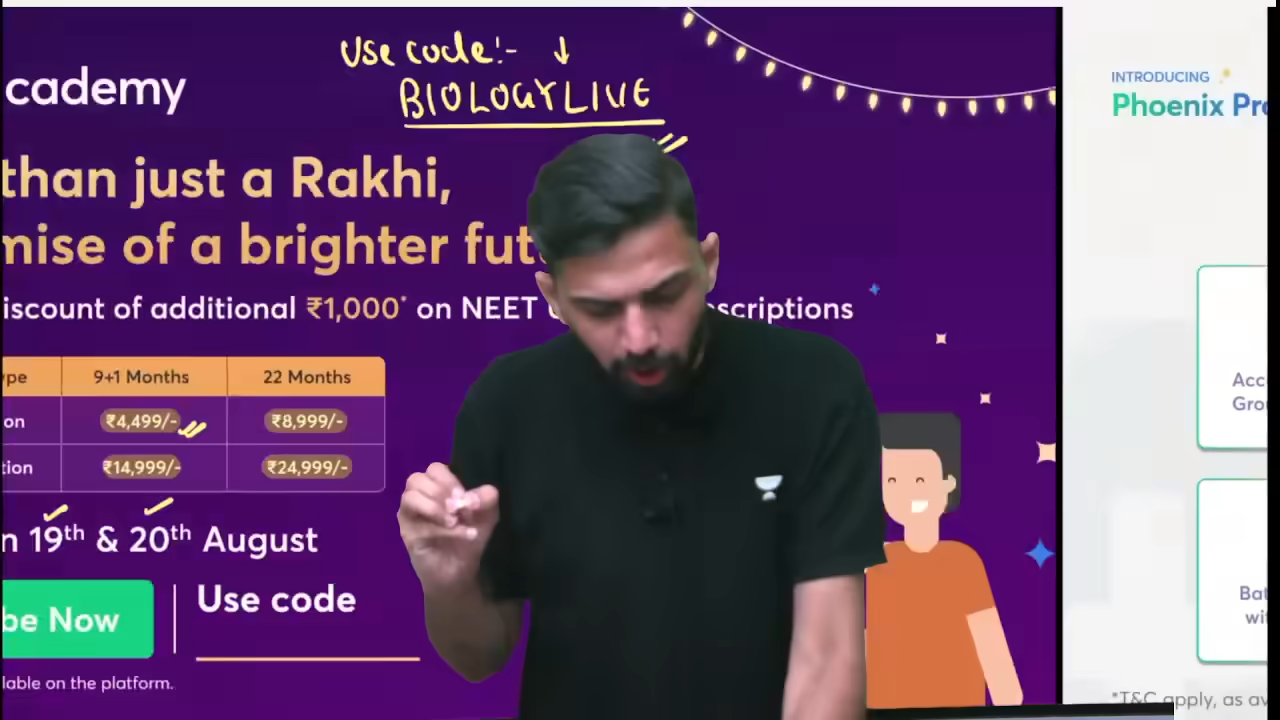 Use code:- ↓
BIOLOGYLIVE
cademy
than just a Rakhi,
mise of a brighter fut
iscount of additional ₹1,000* on NEET scriptions
ype 9+1 Months 22 Months
on ₹4,499/- ₹8,999/-
tion ₹14,999/- ₹24,999/-
n 19th & 20th August
be Now Use code
lable on the platform.
INTRODUCING
Phoenix Pro
Acc
Gro
Bat
wit
*T&C apply, as av